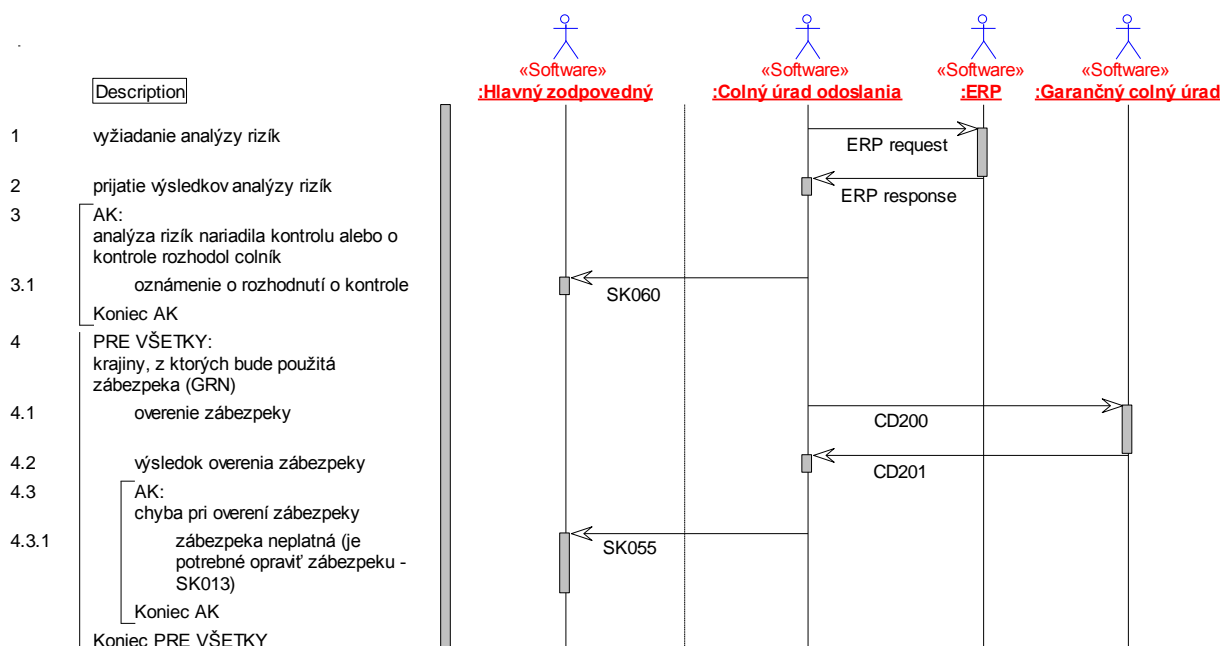 «Software» «Software» «Software» «Software»
:Hlavný zodpovedný :Colný úrad odoslania :ERP :Garančný colný úrad
Description
1 vyžiadanie analýzy rizík
ERP request
2 prijatie výsledkov analýzy rizík
ERP response
3 AK:
analýza rizík nariadila kontrolu alebo o
kontrole rozhodol colník
3.1 oznámenie o rozhodnutí o kontrole
SK060
Koniec AK
4 PRE VŠETKY:
krajiny, z ktorých bude použitá
zábezpeka (GRN)
4.1 overenie zábezpeky
CD200
4.2 výsledok overenia zábezpeky
CD201
4.3 AK:
chyba pri overení zábezpeky
4.3.1 zábezpeka neplatná (je
SK055
potrebné opraviť zábezpeku -
SK013)
Koniec AK
Koniec PRE VŠETKY